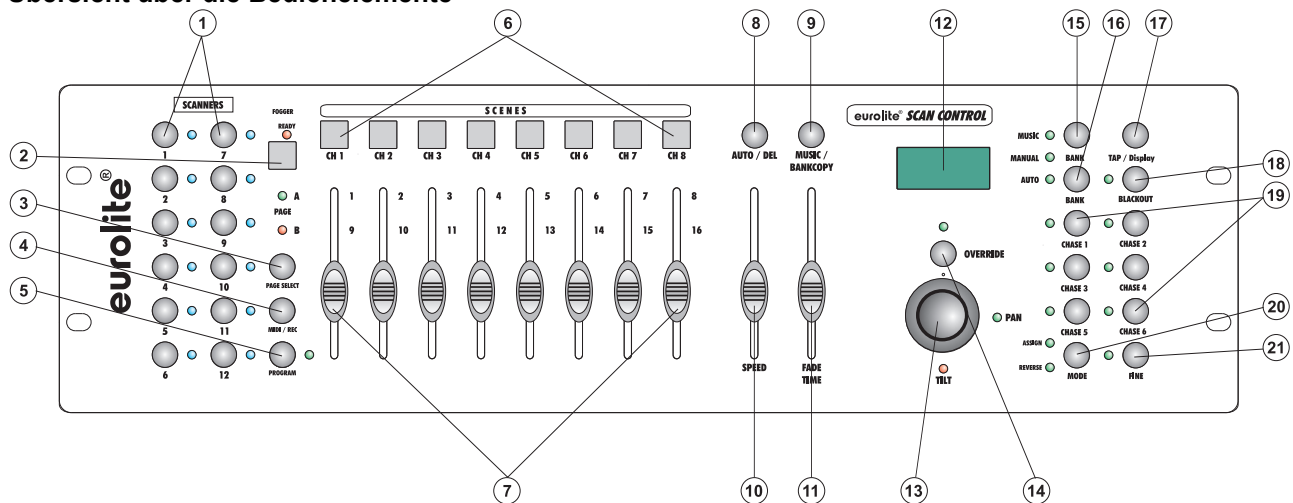 Übersicht über die Bedienelemente
1 6 8 9 12 15 16 17
SCANNERS
FOGGER
READY
SCENES
eurolite® SCAN CONTROL
1 7
CH 1 CH 2 CH 3 CH 4 CH 5 CH 6 CH 7 CH 8
AUTO / DEL
MUSIC /
BANKCOPY
MUSIC
BANK
TAP / Display
MANUAL
2
18
AUTO
BANK
BLACKOUT
2 8
A
PAGE
B
1 2 3 4 5 6 7 8
9 10 11 12 13 14 15 16
3
19
eurolite®
3 9
OVERRIDE
CHASE 1 CHASE 2
4
4 10
PAGE SELECT
CHASE 3 CHASE 4
5
5 11
MIDI / REC
PAN
CHASE 5 CHASE 6
20
6 12
PROGRAM
SPEED
FADE
TIME
TILT
ASSIGN
REVERSE
MODE
FINE
21
7 10 11 13 14